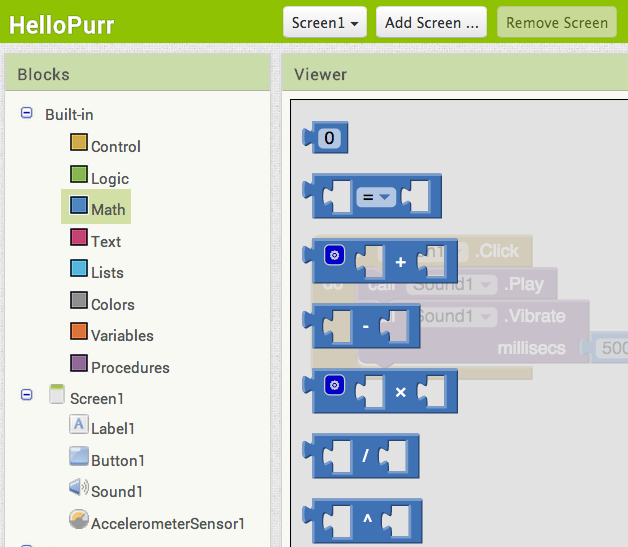 HelloPurr
Screen1
Add Screen ...
Remove Screen
Blocks
Viewer
Built-in
Control
Logic
Math
Text
Lists
Colors
Variables
Procedures
Screen1
Label1
Button1
Sound1
AccelerometerSensor1
0
=
+
.Click
call Sound1 .Play
-
Sound1 .Vibrate
millisecs 500
×
/
^